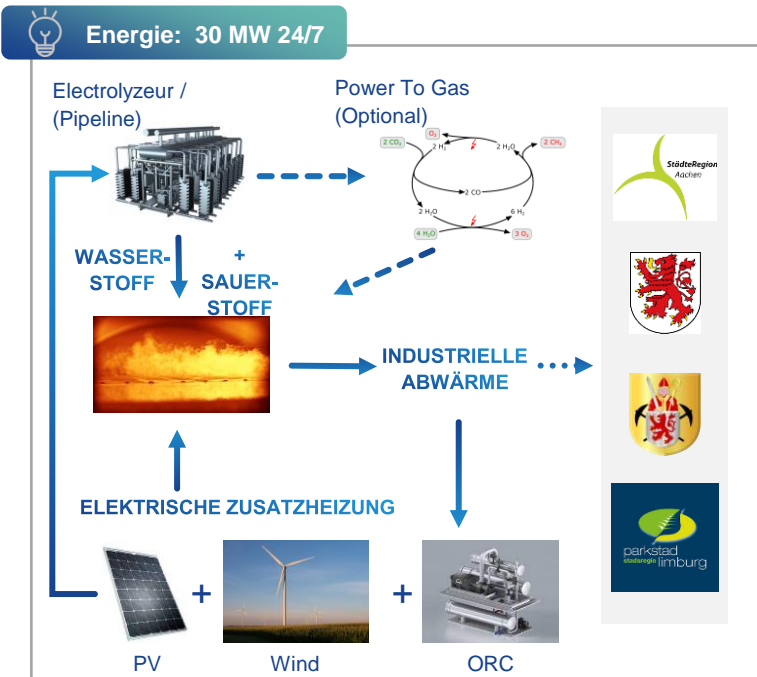 Energie: 30 MW 24/7
Electrolyzeur /
(Pipeline)
Power To Gas
(Optional)
2 CO₂
O₂
2 H₂
2 H₂O
2 CH₄
2 CO
2 H₂O
6 H₂
4 H₂O
3 O₂
WASSER-
STOFF
+
SAUER-
STOFF
INDUSTRIELLE
ABWÄRME
ELEKTRISCHE ZUSATZHEIZUNG
+
+
PV
Wind
ORC
StädteRegion
Aachen
parkstad
stadsregio limburg